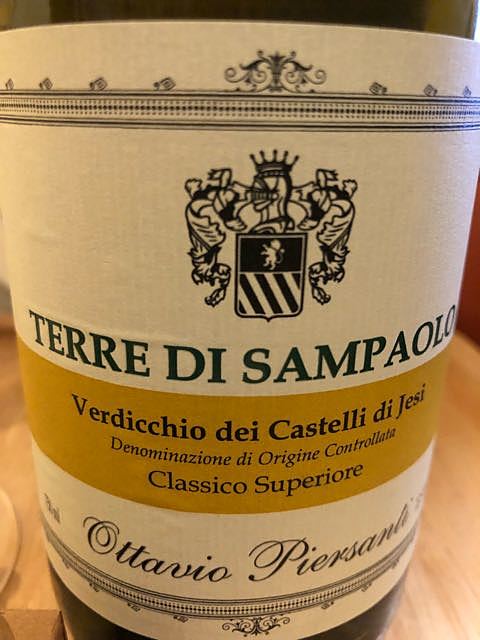 TERRE DI SAMPAOLO
Verdicchio dei Castelli di Jesi
Denominazione di Origine Controllata
Classico Superiore
Ottavio Piersanti